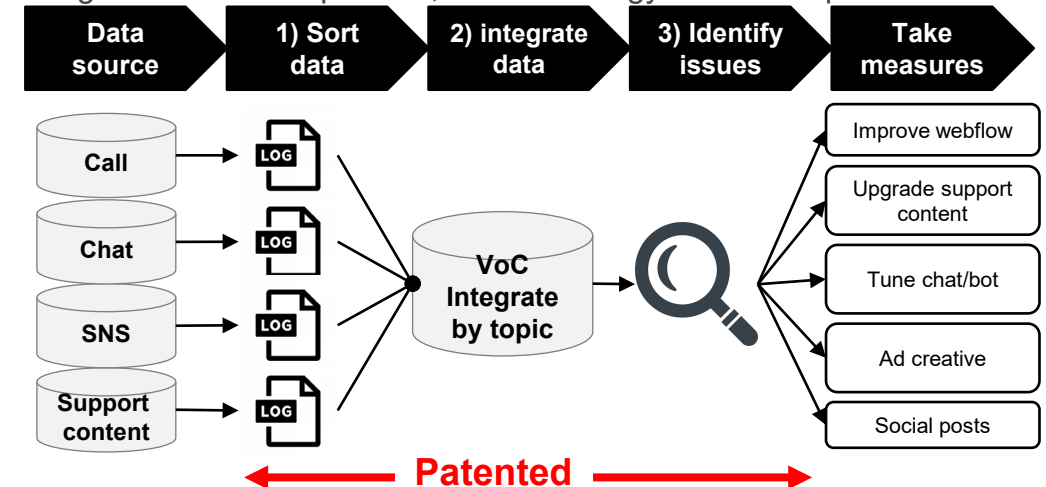 Data
source
1) Sort
data
2) integrate
data
3) Identify
issues
Take
measures
Call
LOG
Chat
LOG
SNS
LOG
Support
content
LOG
VoC
Integrate
by topic
Improve webflow
Upgrade support
content
Tune chat/bot
Ad creative
Social posts
Patented